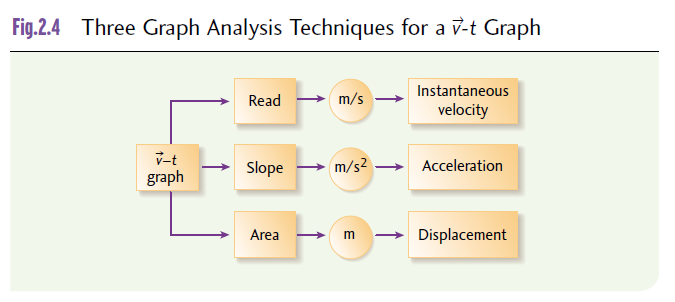 Fig.2.4 Three Graph Analysis Techniques for a v⃗-t Graph
Read
m/s
Instantaneous
velocity
v⃗–t
graph
Slope
m/s²
Acceleration
Area
m
Displacement